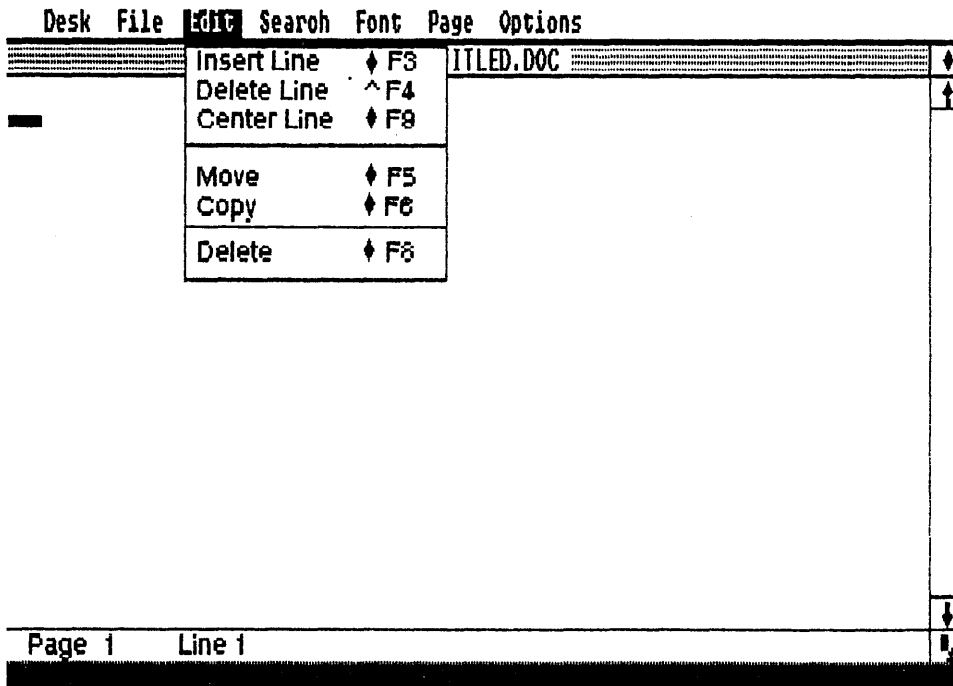 Desk File Edit Search Font Page Options
ITLED.DOC
Insert Line ♦ F3
Delete Line ^ F4
Center Line ♦ F9
Move ♦ F5
Copy ♦ F6
Delete ♦ F8
Page 1 Line 1